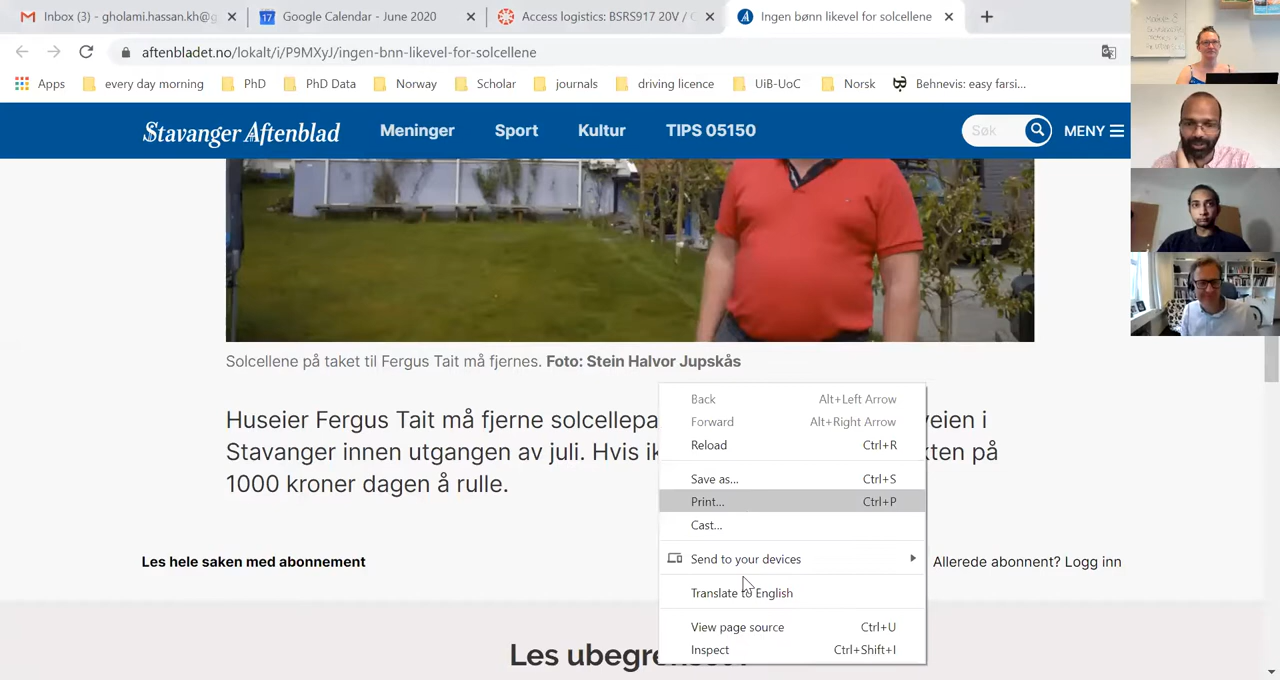 Inbox (3) - gholami.hassan.kh@g
Google Calendar - June 2020
Access logistics: BSRS917 20V /
Ingen bønn likevel for solcellene
aftenbladet.no/lokalt/i/P9MXyJ/ingen-bnn-likevel-for-solcellene
Apps
every day morning
PhD
PhD Data
Norway
Scholar
journals
driving licence
UiB-UoC
Norsk
Behnevis: easy farsi...
Stavanger Aftenblad
Meninger
Sport
Kultur
TIPS 05150
Søk
MENY
Solcellene på taket til Fergus Tait må fjernes. Foto: Stein Halvor Jupskås
Huseier Fergus Tait må fjerne solcellepa veien i
Stavanger innen utgangen av juli. Hvis ik kten på
1000 kroner dagen å rulle.
Back Alt+Left Arrow
Forward Alt+Right Arrow
Reload Ctrl+R
Save as... Ctrl+S
Print... Ctrl+P
Cast...
Send to your devices
Translate to English
View page source Ctrl+U
Inspect Ctrl+Shift+I
Les hele saken med abonnement
Allerede abonnent? Logg inn
Les